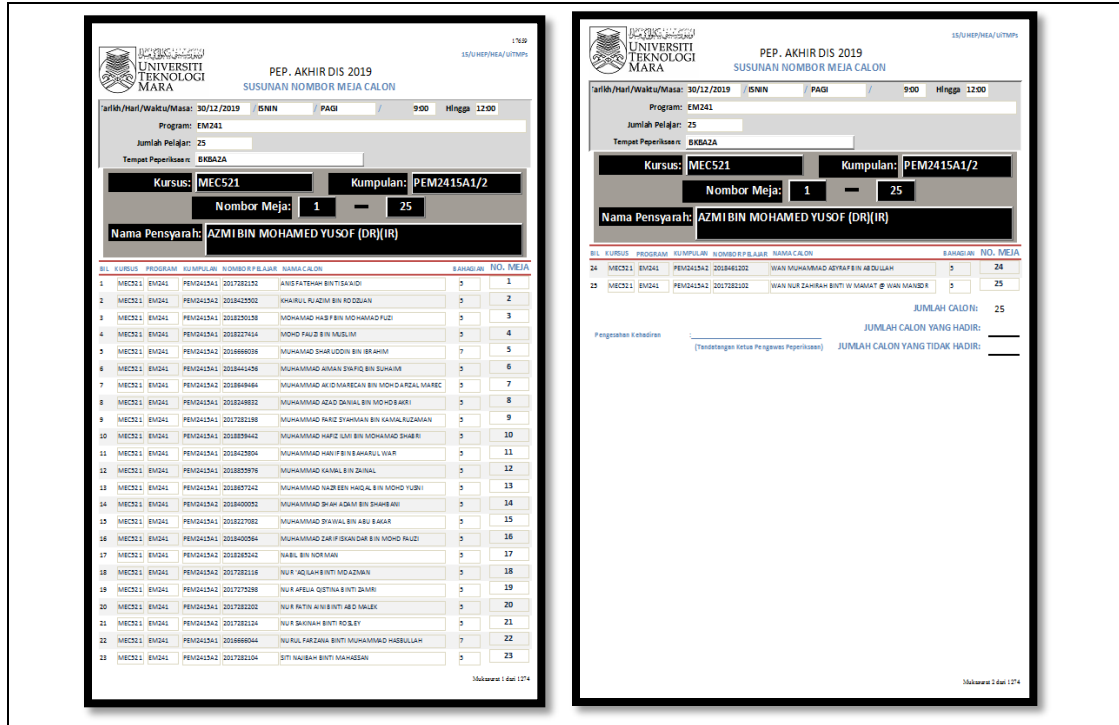 17639
15/UHEP/HEA/UiTMPs
UNIVERSITI
TEKNOLOGI
MARA
PEP. AKHIR DIS 2019
SUSUNAN NOMBOR MEJA CALON
Tarikh/Hari/Waktu/Masa: 30/12/2019 / ISNIN / PAGI / 9:00 Hingga 12:00
Program: EM241
Jumlah Pelajar: 25
Tempat Peperiksaan: BKBA2A
Kursus: MEC521 Kumpulan: PEM2415A1/2
Nombor Meja: 1 — 25
Nama Pensyarah: AZMI BIN MOHAMED YUSOF (DR)(IR)
BIL KURSUS PROGRAM KUMPULAN NOMBOR PELAJAR NAMA CALON BAHAGIAN NO. MEJA
1 MEC521 EM241 PEM2415A1 2017282152 ANIS FATEHAH BINTI SA'AIDI 5 1
2 MEC521 EM241 PEM2415A1 2018425502 KHAIRUL FUAZIM BIN RODZUAN 5 2
3 MEC521 EM241 PEM2415A1 2018250158 MOHAMAD HASIF BIN MOHAMAD FUZI 5 3
4 MEC521 EM241 PEM2415A1 2018227414 MOHD FAUZI BIN MUSLIM 5 4
5 MEC521 EM241 PEM2415A2 2016666036 MUHAMAD SHARUDDIN BIN IBRAHIM 7 5
6 MEC521 EM241 PEM2415A1 2018441456 MUHAMMAD AIMAN SYAFIQ BIN SUHAIMI 5 6
7 MEC521 EM241 PEM2415A2 2018649464 MUHAMMAD AKID MARECAN BIN MOHD AFIZAL MAREC 5 7
8 MEC521 EM241 PEM2415A1 2018249832 MUHAMMAD AZAD DANIAL BIN MOHD BAKRI 5 8
9 MEC521 EM241 PEM2415A1 2017282198 MUHAMMAD FARIZ SYAHMAN BIN KAMALRUZAMAN 5 9
10 MEC521 EM241 PEM2415A1 2018859442 MUHAMMAD HAFIZ ILMI BIN MOHAMAD SHABRI 5 10
11 MEC521 EM241 PEM2415A1 2018425804 MUHAMMAD HANIF BIN BAHARUL WAFI 5 11
12 MEC521 EM241 PEM2415A1 2018855976 MUHAMMAD KAMAL BIN ZAINAL 5 12
13 MEC521 EM241 PEM2415A1 2018657242 MUHAMMAD NAZREEN HAIQAL BIN MOHD YUSNI 5 13
14 MEC521 EM241 PEM2415A2 2018400052 MUHAMMAD SHAH ADAM BIN SHAHBANI 5 14
15 MEC521 EM241 PEM2415A1 2018227082 MUHAMMAD SYAWAL BIN ABU BAKAR 5 15
16 MEC521 EM241 PEM2415A1 2018400564 MUHAMMAD ZARIF ISKANDAR BIN MOHD FAUZI 5 16
17 MEC521 EM241 PEM2415A2 2018265242 NABIL BIN NORMAN 5 17
18 MEC521 EM241 PEM2415A2 2017282116 NUR 'AQILAH BINTI MD AZMAN 5 18
19 MEC521 EM241 PEM2415A2 2017275298 NUR AFELIA QISTINA BINTI ZAMRI 5 19
20 MEC521 EM241 PEM2415A1 2017282202 NUR FATIN AINI BINTI ABD MALEK 5 20
21 MEC521 EM241 PEM2415A2 2017282124 NUR SAKINAH BINTI ROSLEY 5 21
22 MEC521 EM241 PEM2415A1 2016666044 NURUL FARZANA BINTI MUHAMMAD HASBULLAH 7 22
23 MEC521 EM241 PEM2415A2 2017282104 SITI NAJIBAH BINTI MAHASSAN 5 23
Mukasurat 1 dari 1274
15/UHEP/HEA/UiTMPs
UNIVERSITI
TEKNOLOGI
MARA
PEP. AKHIR DIS 2019
SUSUNAN NOMBOR MEJA CALON
Tarikh/Hari/Waktu/Masa: 30/12/2019 / ISNIN / PAGI / 9:00 Hingga 12:00
Program: EM241
Jumlah Pelajar: 25
Tempat Peperiksaan: BKBA2A
Kursus: MEC521 Kumpulan: PEM2415A1/2
Nombor Meja: 1 — 25
Nama Pensyarah: AZMI BIN MOHAMED YUSOF (DR)(IR)
BIL KURSUS PROGRAM KUMPULAN NOMBOR PELAJAR NAMA CALON BAHAGIAN NO. MEJA
24 MEC521 EM241 PEM2415A2 2018461202 WAN MUHAMMAD ASYRAF BIN ABDULLAH 5 24
25 MEC521 EM241 PEM2415A2 2017282102 WAN NUR ZAHIRAH BINTI W MAMAT @ WAN MANSOR 5 25
JUMLAH CALON: 25
JUMLAH CALON YANG HADIR:
Pengesahan Kehadiran :
(Tandatangan Ketua Pengawas Peperiksaan) JUMLAH CALON YANG TIDAK HADIR:
Mukasurat 2 dari 1274